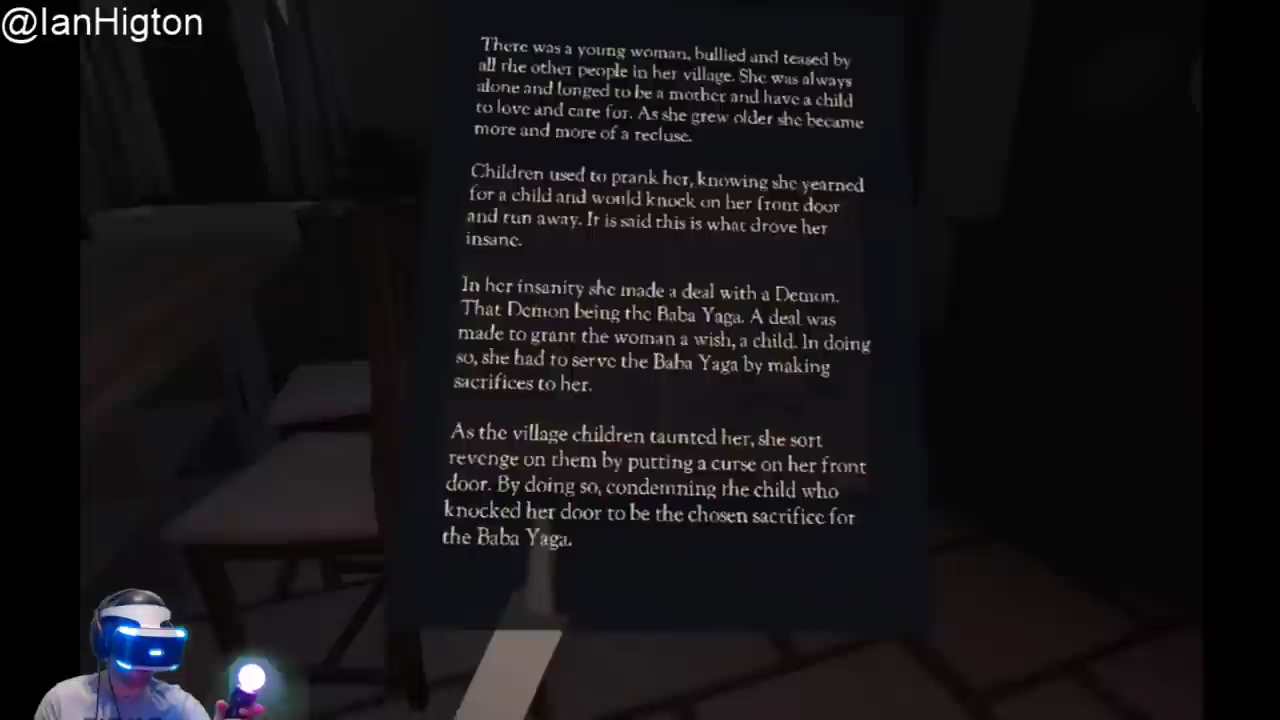 @IanHigton
There was a young woman, bullied and teased by
all the other people in her village. She was always
alone and longed to be a mother and have a child
to love and care for. As she grew older she became
more and more of a recluse.
Children used to prank her, knowing she yearned
for a child and would knock on her front door
and run away. It is said this is what drove her
insane.
In her insanity she made a deal with a Demon.
That Demon being the Baba Yaga. A deal was
made to grant the woman a wish, a child. In doing
so, she had to serve the Baba Yaga by making
sacrifices to her.
As the village children taunted her, she sort
revenge on them by putting a curse on her front
door. By doing so, condemning the child who
knocked her door to be the chosen sacrifice for
the Baba Yaga.